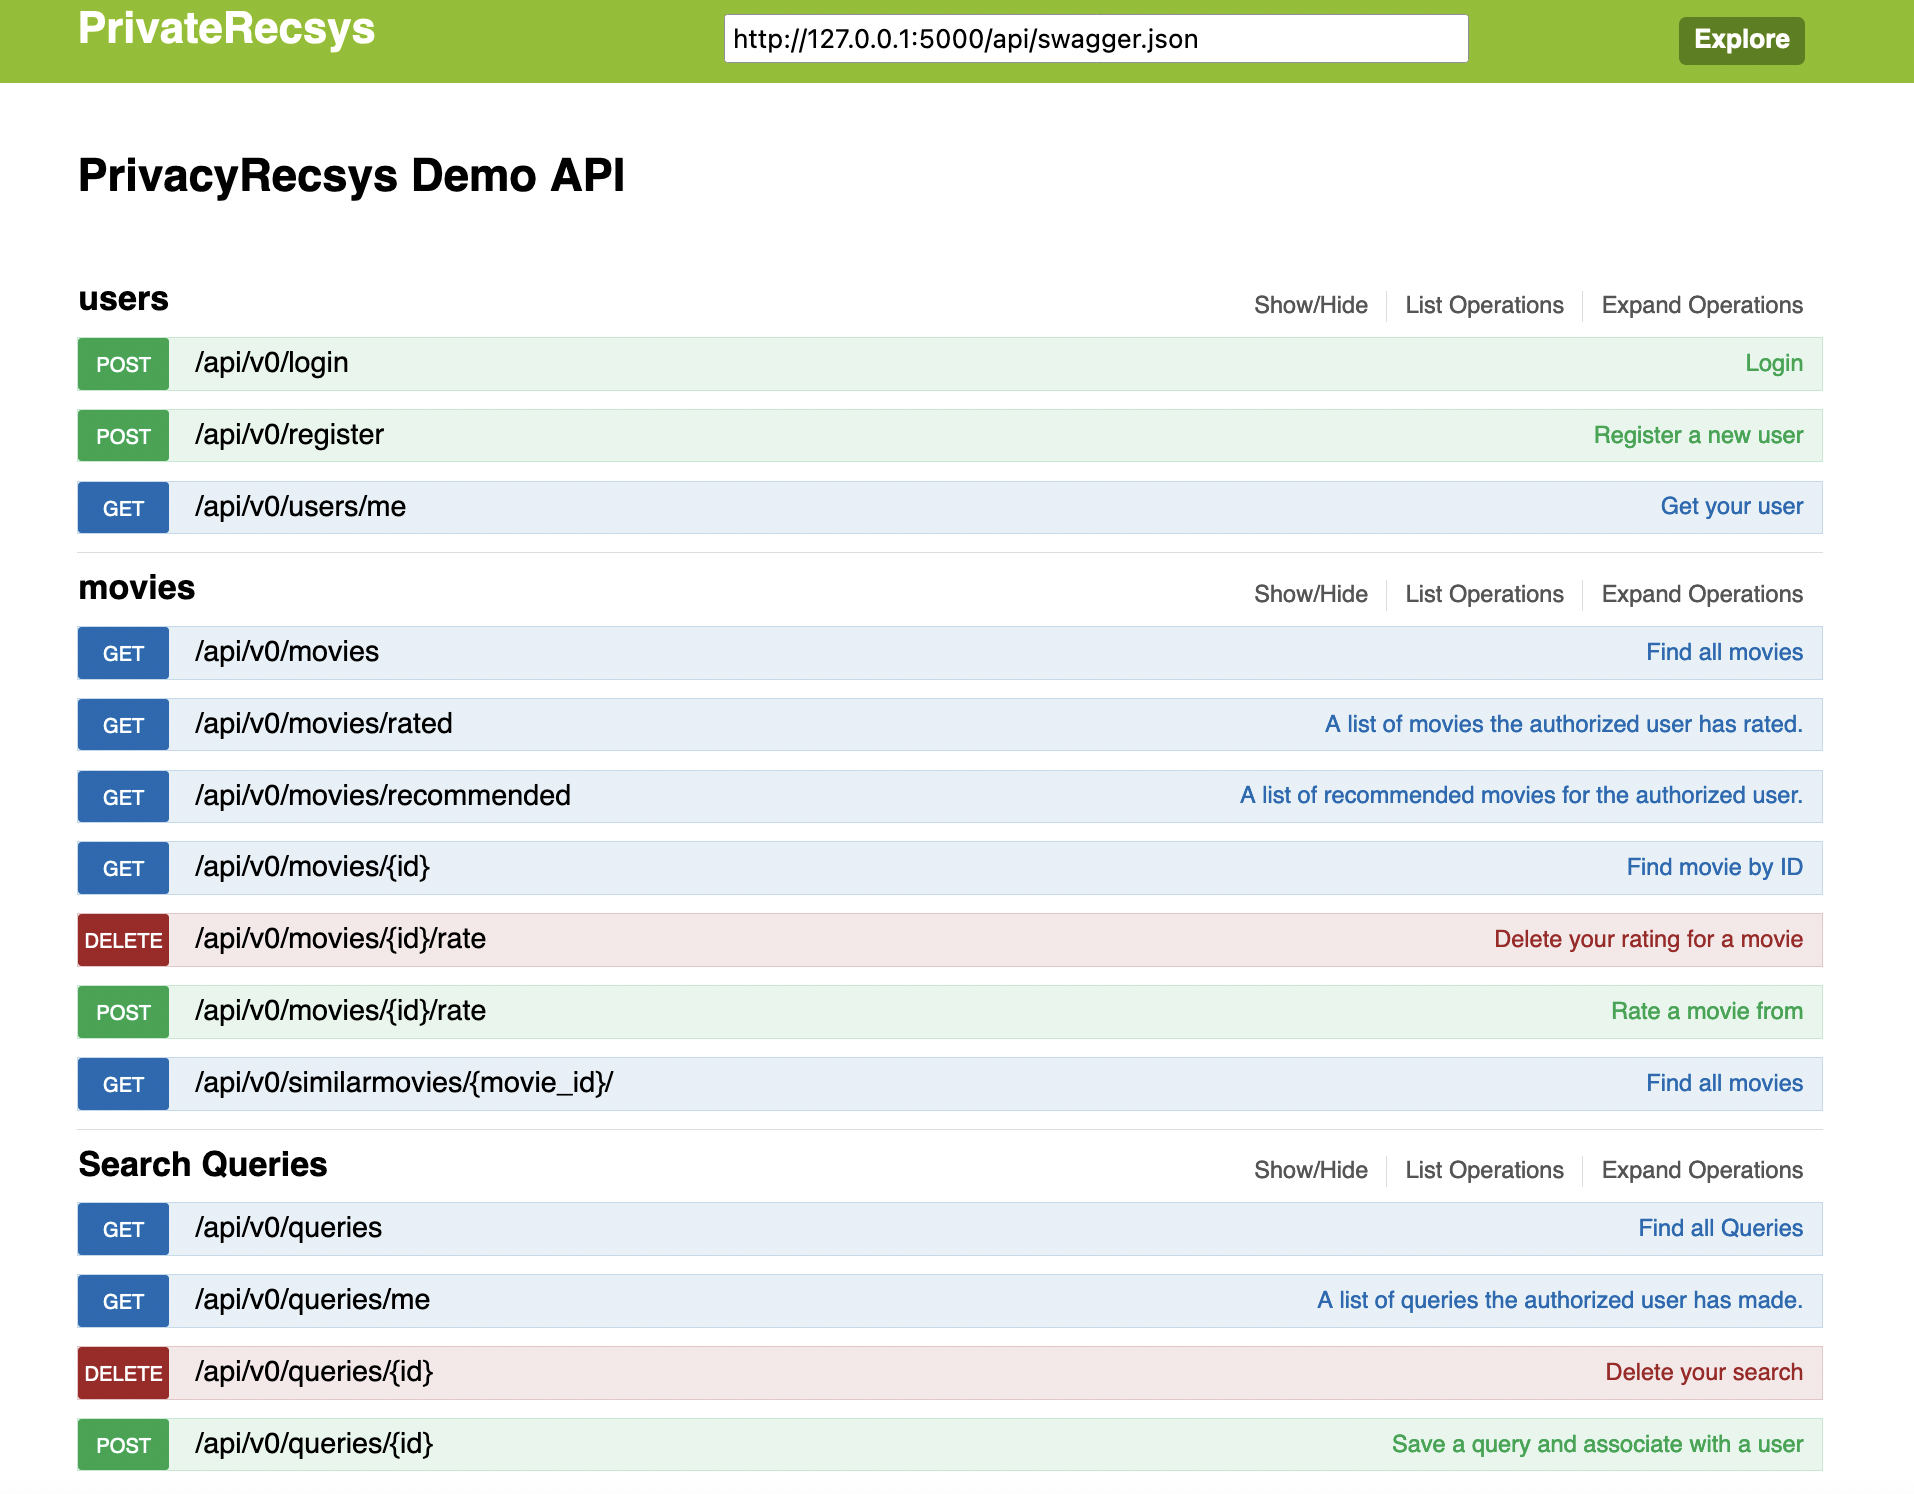 PrivateRecsys http://127.0.0.1:5000/api/swagger.json Explore
PrivacyRecsys Demo API
users Show/Hide List Operations Expand Operations
POST /api/v0/login Login
POST /api/v0/register Register a new user
GET /api/v0/users/me Get your user
movies Show/Hide List Operations Expand Operations
GET /api/v0/movies Find all movies
GET /api/v0/movies/rated A list of movies the authorized user has rated.
GET /api/v0/movies/recommended A list of recommended movies for the authorized user.
GET /api/v0/movies/{id} Find movie by ID
DELETE /api/v0/movies/{id}/rate Delete your rating for a movie
POST /api/v0/movies/{id}/rate Rate a movie from
GET /api/v0/similarmovies/{movie_id}/ Find all movies
Search Queries Show/Hide List Operations Expand Operations
GET /api/v0/queries Find all Queries
GET /api/v0/queries/me A list of queries the authorized user has made.
DELETE /api/v0/queries/{id} Delete your search
POST /api/v0/queries/{id} Save a query and associate with a user